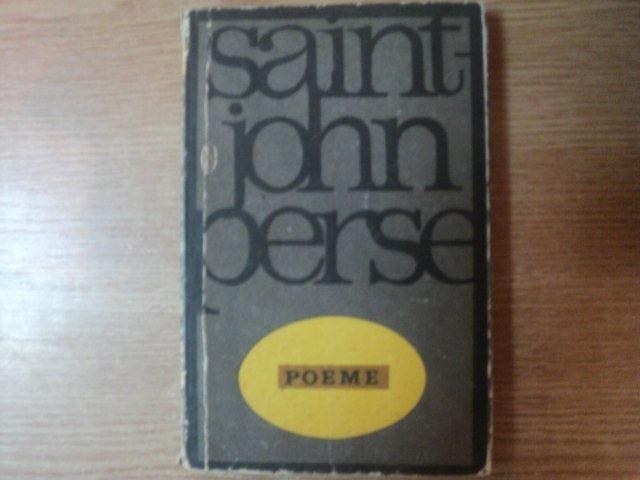 saint-
john
perse
POEME